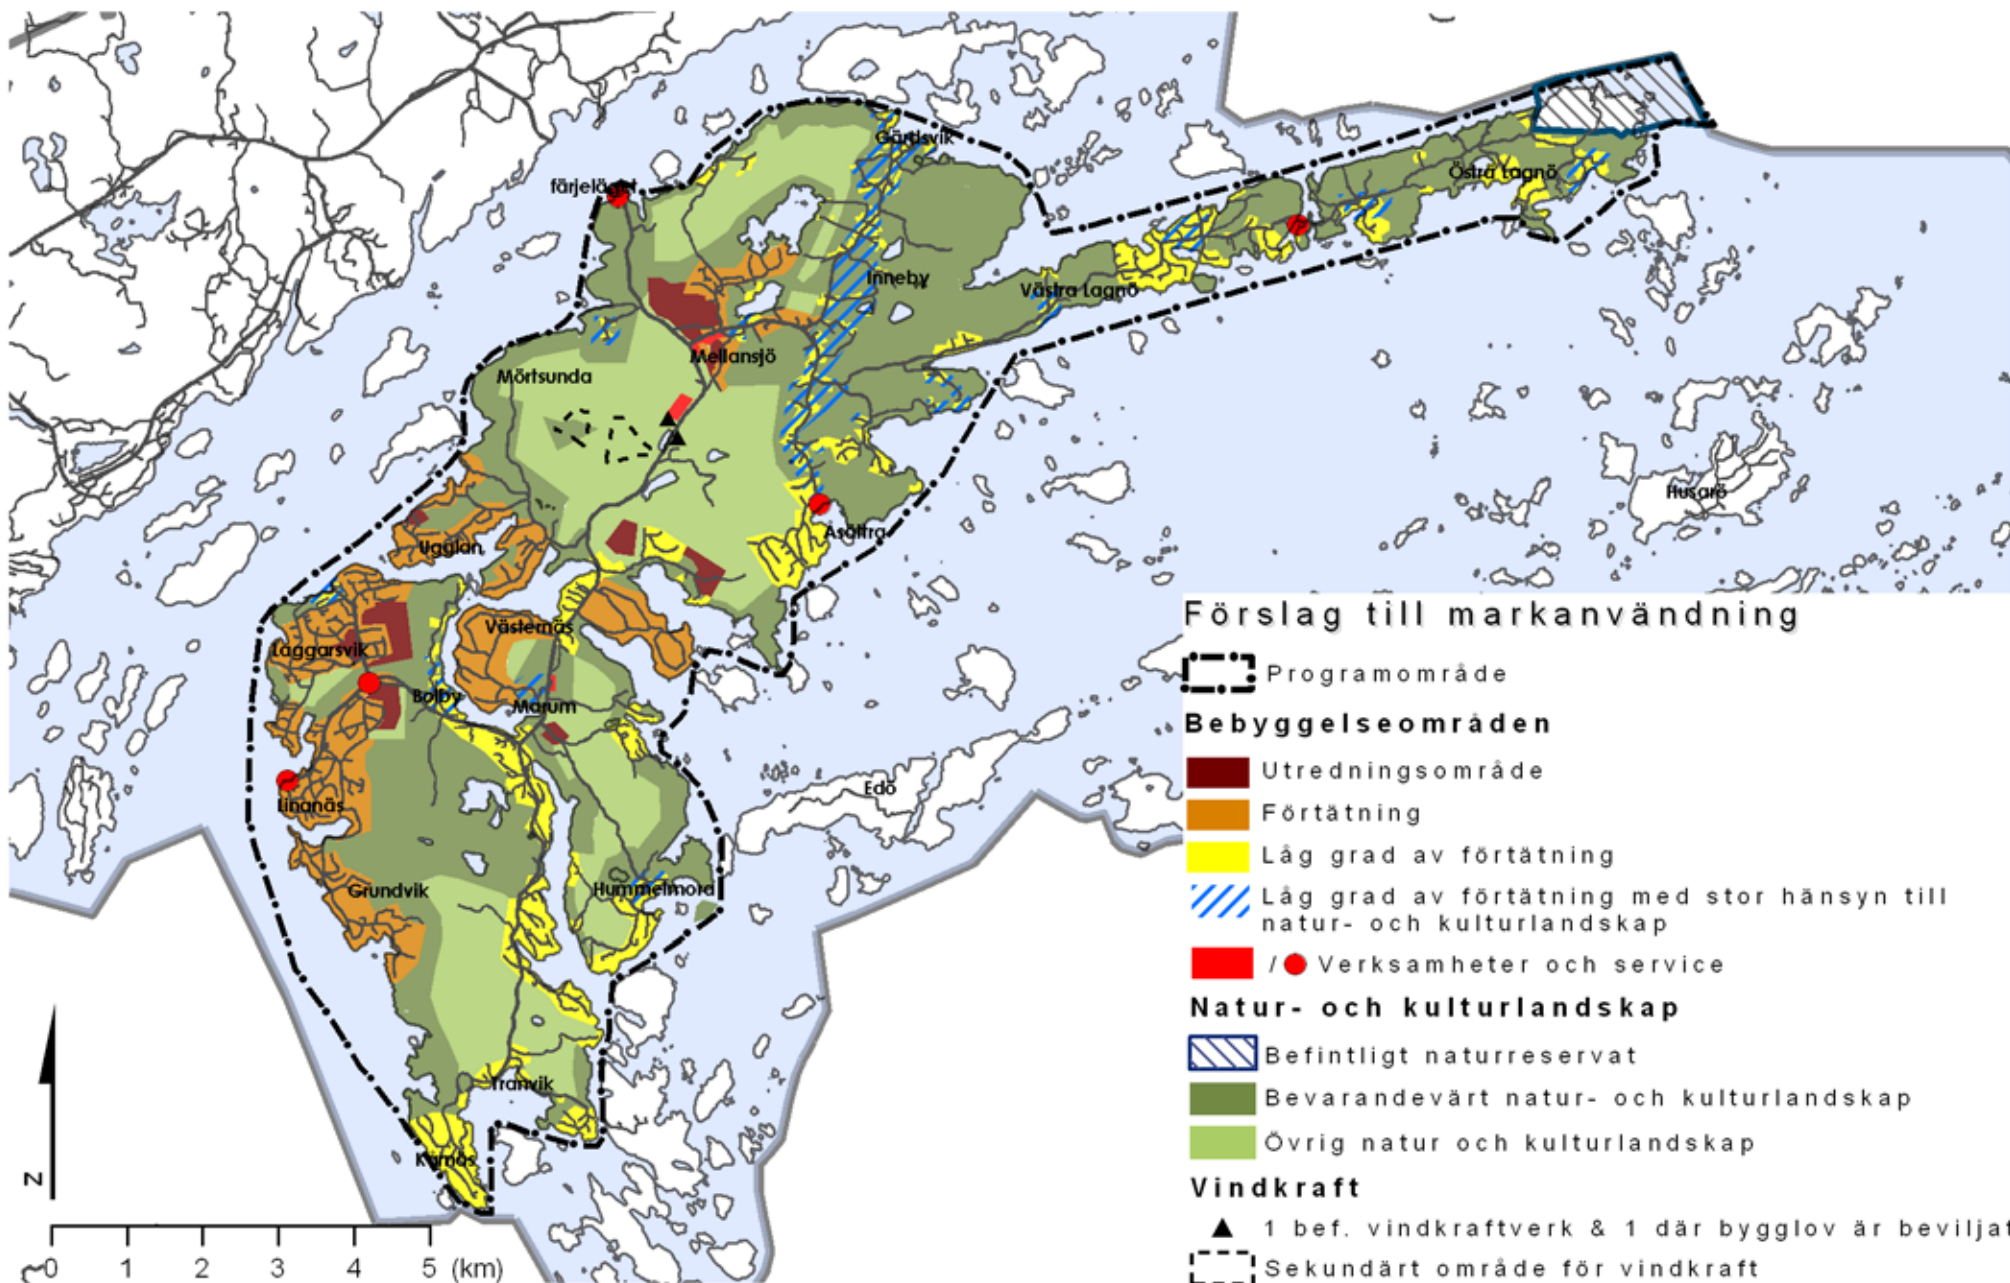 Gärdsvik
färjeläget
Östra Lagnö
Inneby
Västra Lagnö
Mellansjö
Mörtsunda
Husarö
Åsättra
Ugglan
Västernäs
Laggarsvik
Bolby
Marum
Linanäs
Edö
Grundvik
Hummelmora
Tranvik
Kärnäs
N
0 1 2 3 4 5 (km)
Förslag till markanvändning
Programområde
Bebyggelseområden
Utredningsområde
Förtätning
Låg grad av förtätning
Låg grad av förtätning med stor hänsyn till
natur- och kulturlandskap
/ Verksamheter och service
Natur- och kulturlandskap
Befintligt naturreservat
Bevarandevärt natur- och kulturlandskap
Övrig natur och kulturlandskap
Vindkraft
1 bef. vindkraftverk & 1 där bygglov är beviljat
Sekundärt område för vindkraft